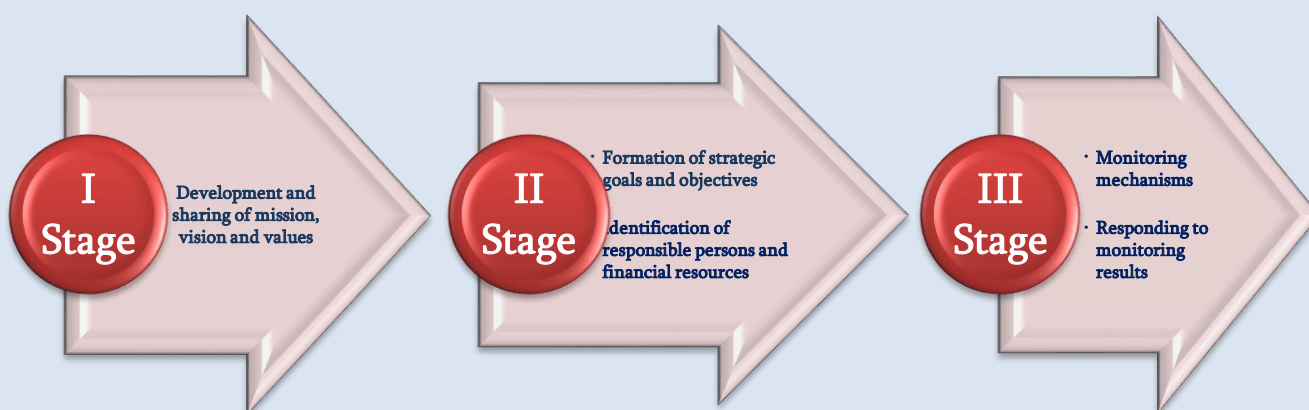 I
Stage
Development and
sharing of mission,
vision and values
II
Stage
· Formation of strategic
goals and objectives
Identification of
responsible persons and
financial resources
III
Stage
· Monitoring
mechanisms
· Responding to
monitoring
results